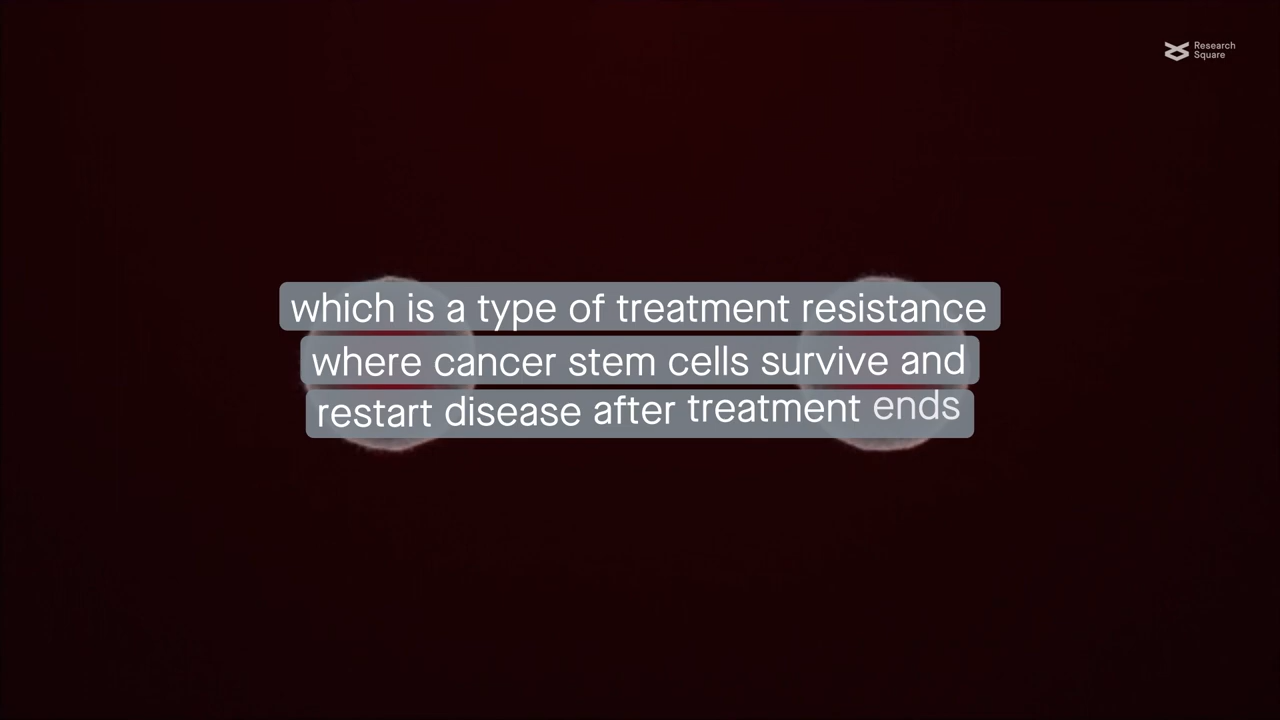 Research
Square
which is a type of treatment resistance
where cancer stem cells survive and
restart disease after treatment ends